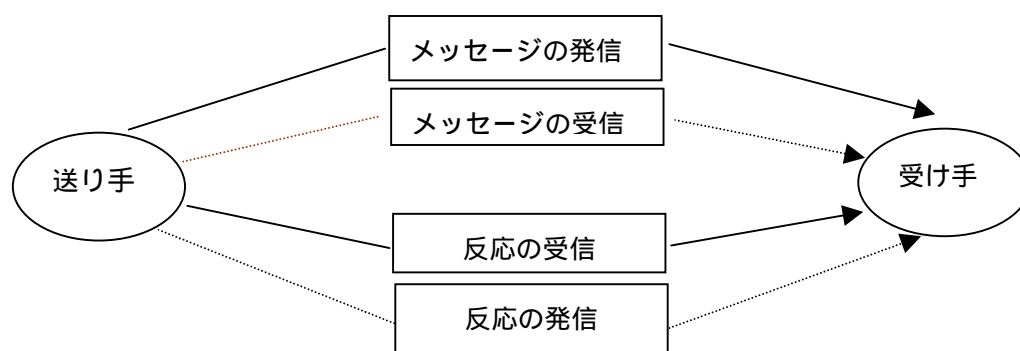 メッセージの発信
メッセージの受信
送り手
受け手
反応の受信
反応の発信